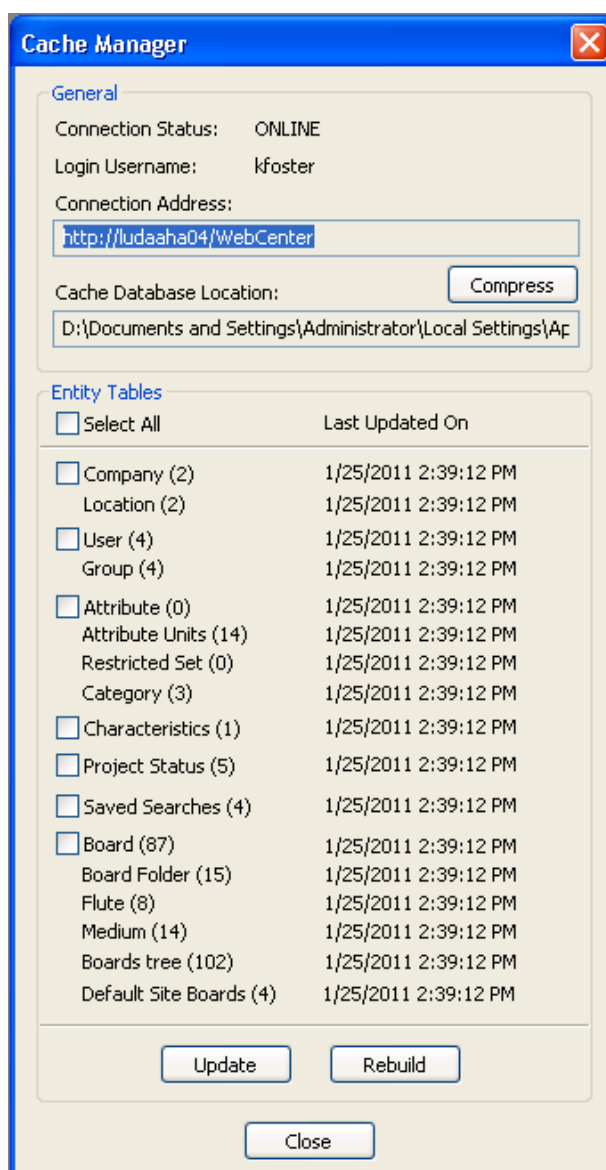 Cache Manager
General
Connection Status: ONLINE
Login Username: kfoster
Connection Address:
http://ludaaha04/WebCenter
Cache Database Location: Compress
D:\Documents and Settings\Administrator\Local Settings\Ap
Entity Tables
Select All Last Updated On
Company (2) 1/25/2011 2:39:12 PM
Location (2) 1/25/2011 2:39:12 PM
User (4) 1/25/2011 2:39:12 PM
Group (4) 1/25/2011 2:39:12 PM
Attribute (0) 1/25/2011 2:39:12 PM
Attribute Units (14) 1/25/2011 2:39:12 PM
Restricted Set (0) 1/25/2011 2:39:12 PM
Category (3) 1/25/2011 2:39:12 PM
Characteristics (1) 1/25/2011 2:39:12 PM
Project Status (5) 1/25/2011 2:39:12 PM
Saved Searches (4) 1/25/2011 2:39:12 PM
Board (87) 1/25/2011 2:39:12 PM
Board Folder (15) 1/25/2011 2:39:12 PM
Flute (8) 1/25/2011 2:39:12 PM
Medium (14) 1/25/2011 2:39:12 PM
Boards tree (102) 1/25/2011 2:39:12 PM
Default Site Boards (4) 1/25/2011 2:39:12 PM
Update Rebuild
Close